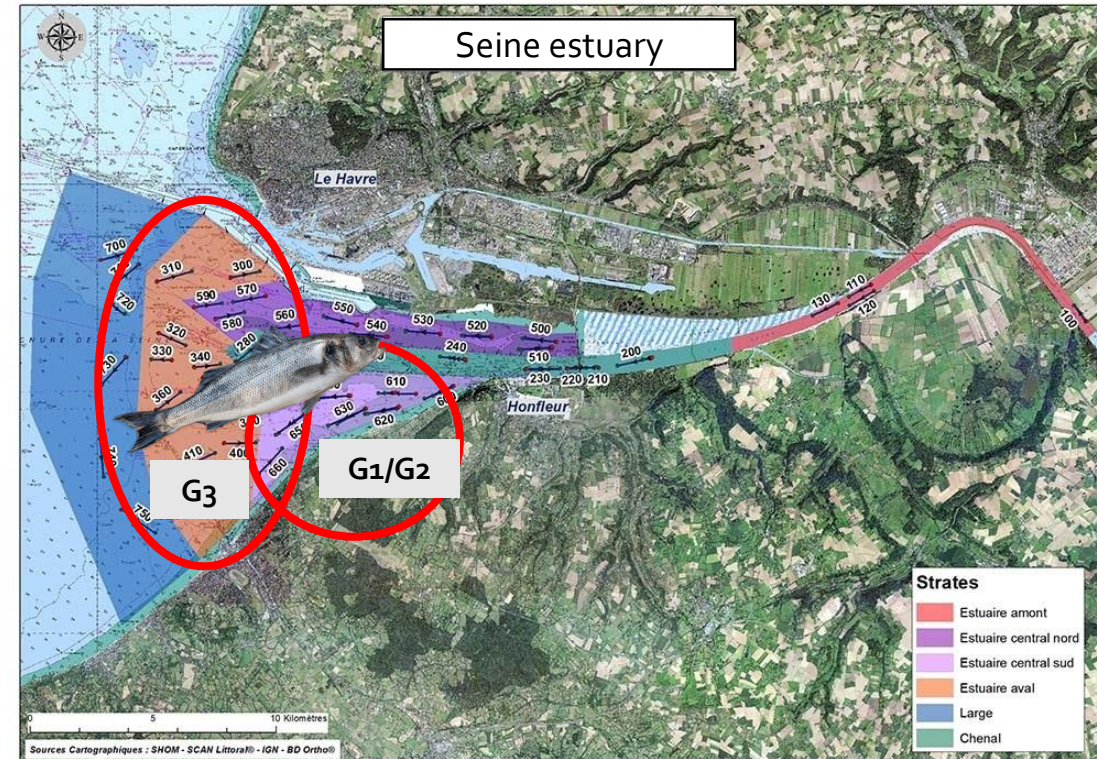 Seine estuary
N
E
S
Le Havre
700
310
300
720
590
570
580
560
550
540
530
520
500
280
320
330
340
730
240
510
200
130
110
120
100
360
230
220
210
610
630
620
Honfleur
410
400
660
750
G3
G1/G2
Strates
Estuaire amont
Estuaire central nord
Estuaire central sud
Estuaire aval
Large
Chenal
0
5
10 Kilomètres
Sources Cartographiques : SHOM - SCAN Littoral® - IGN - BD Ortho®